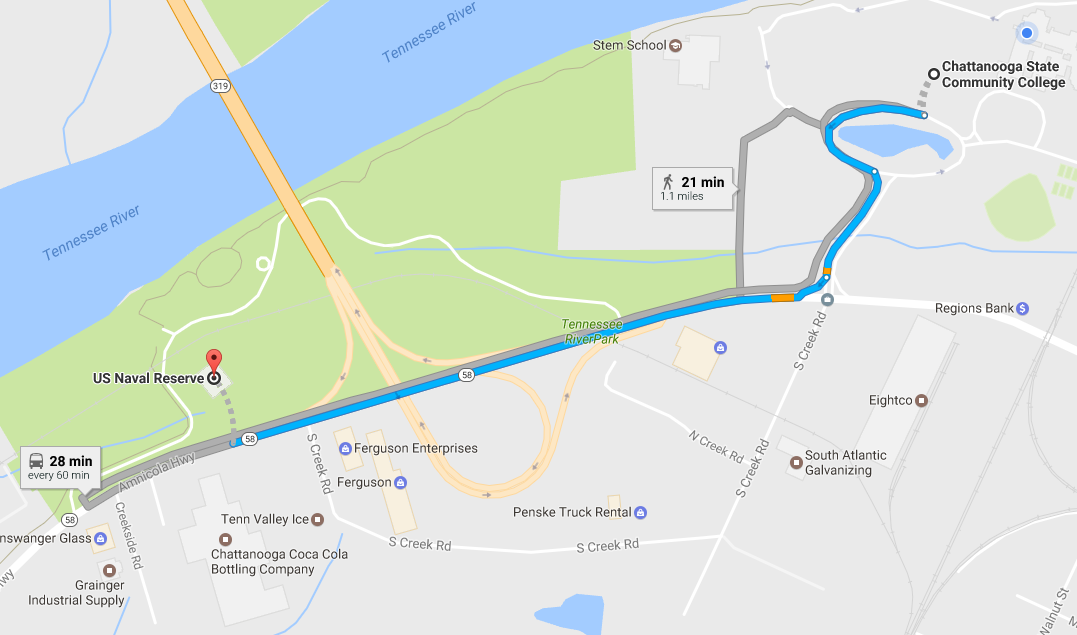 Tennessee River
Stem School
Chattanooga State
Community College
319
21 min
1.1 miles
Tennessee River
Regions Bank
Tennessee
RiverPark
S Creek Rd
US Naval Reserve
58
Eightco
58
N Creek Rd
28 min
every 60 min
Amnicola Hwy
S Creek Rd
Ferguson Enterprises
S Creek Rd
South Atlantic
Galvanizing
Ferguson
58
Creekside Rd
Tenn Valley Ice
Penske Truck Rental
nswanger Glass
Chattanooga Coca Cola
Bottling Company
S Creek Rd
S Creek Rd
Grainger
Industrial Supply
wy
Walnut St